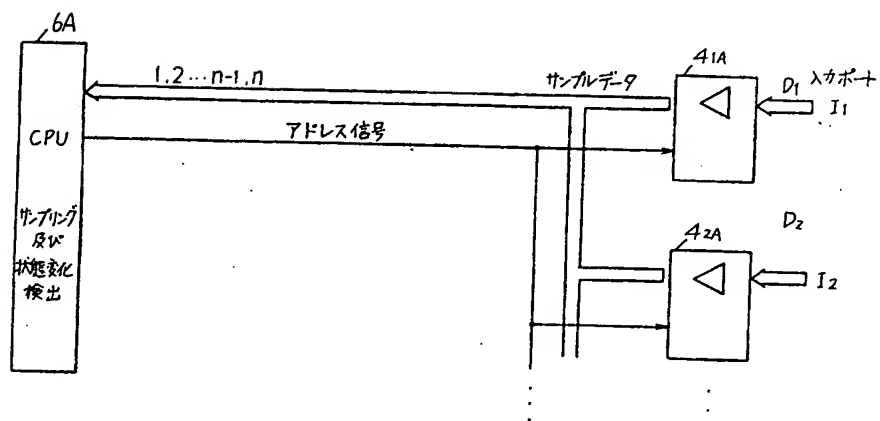 6A
1.2…n-1.n
サンプルデータ
41A
D1
入力ポート
I1
CPU
アドレス信号
サンプリング
及び
状態変化
検出
42A
D2
I2